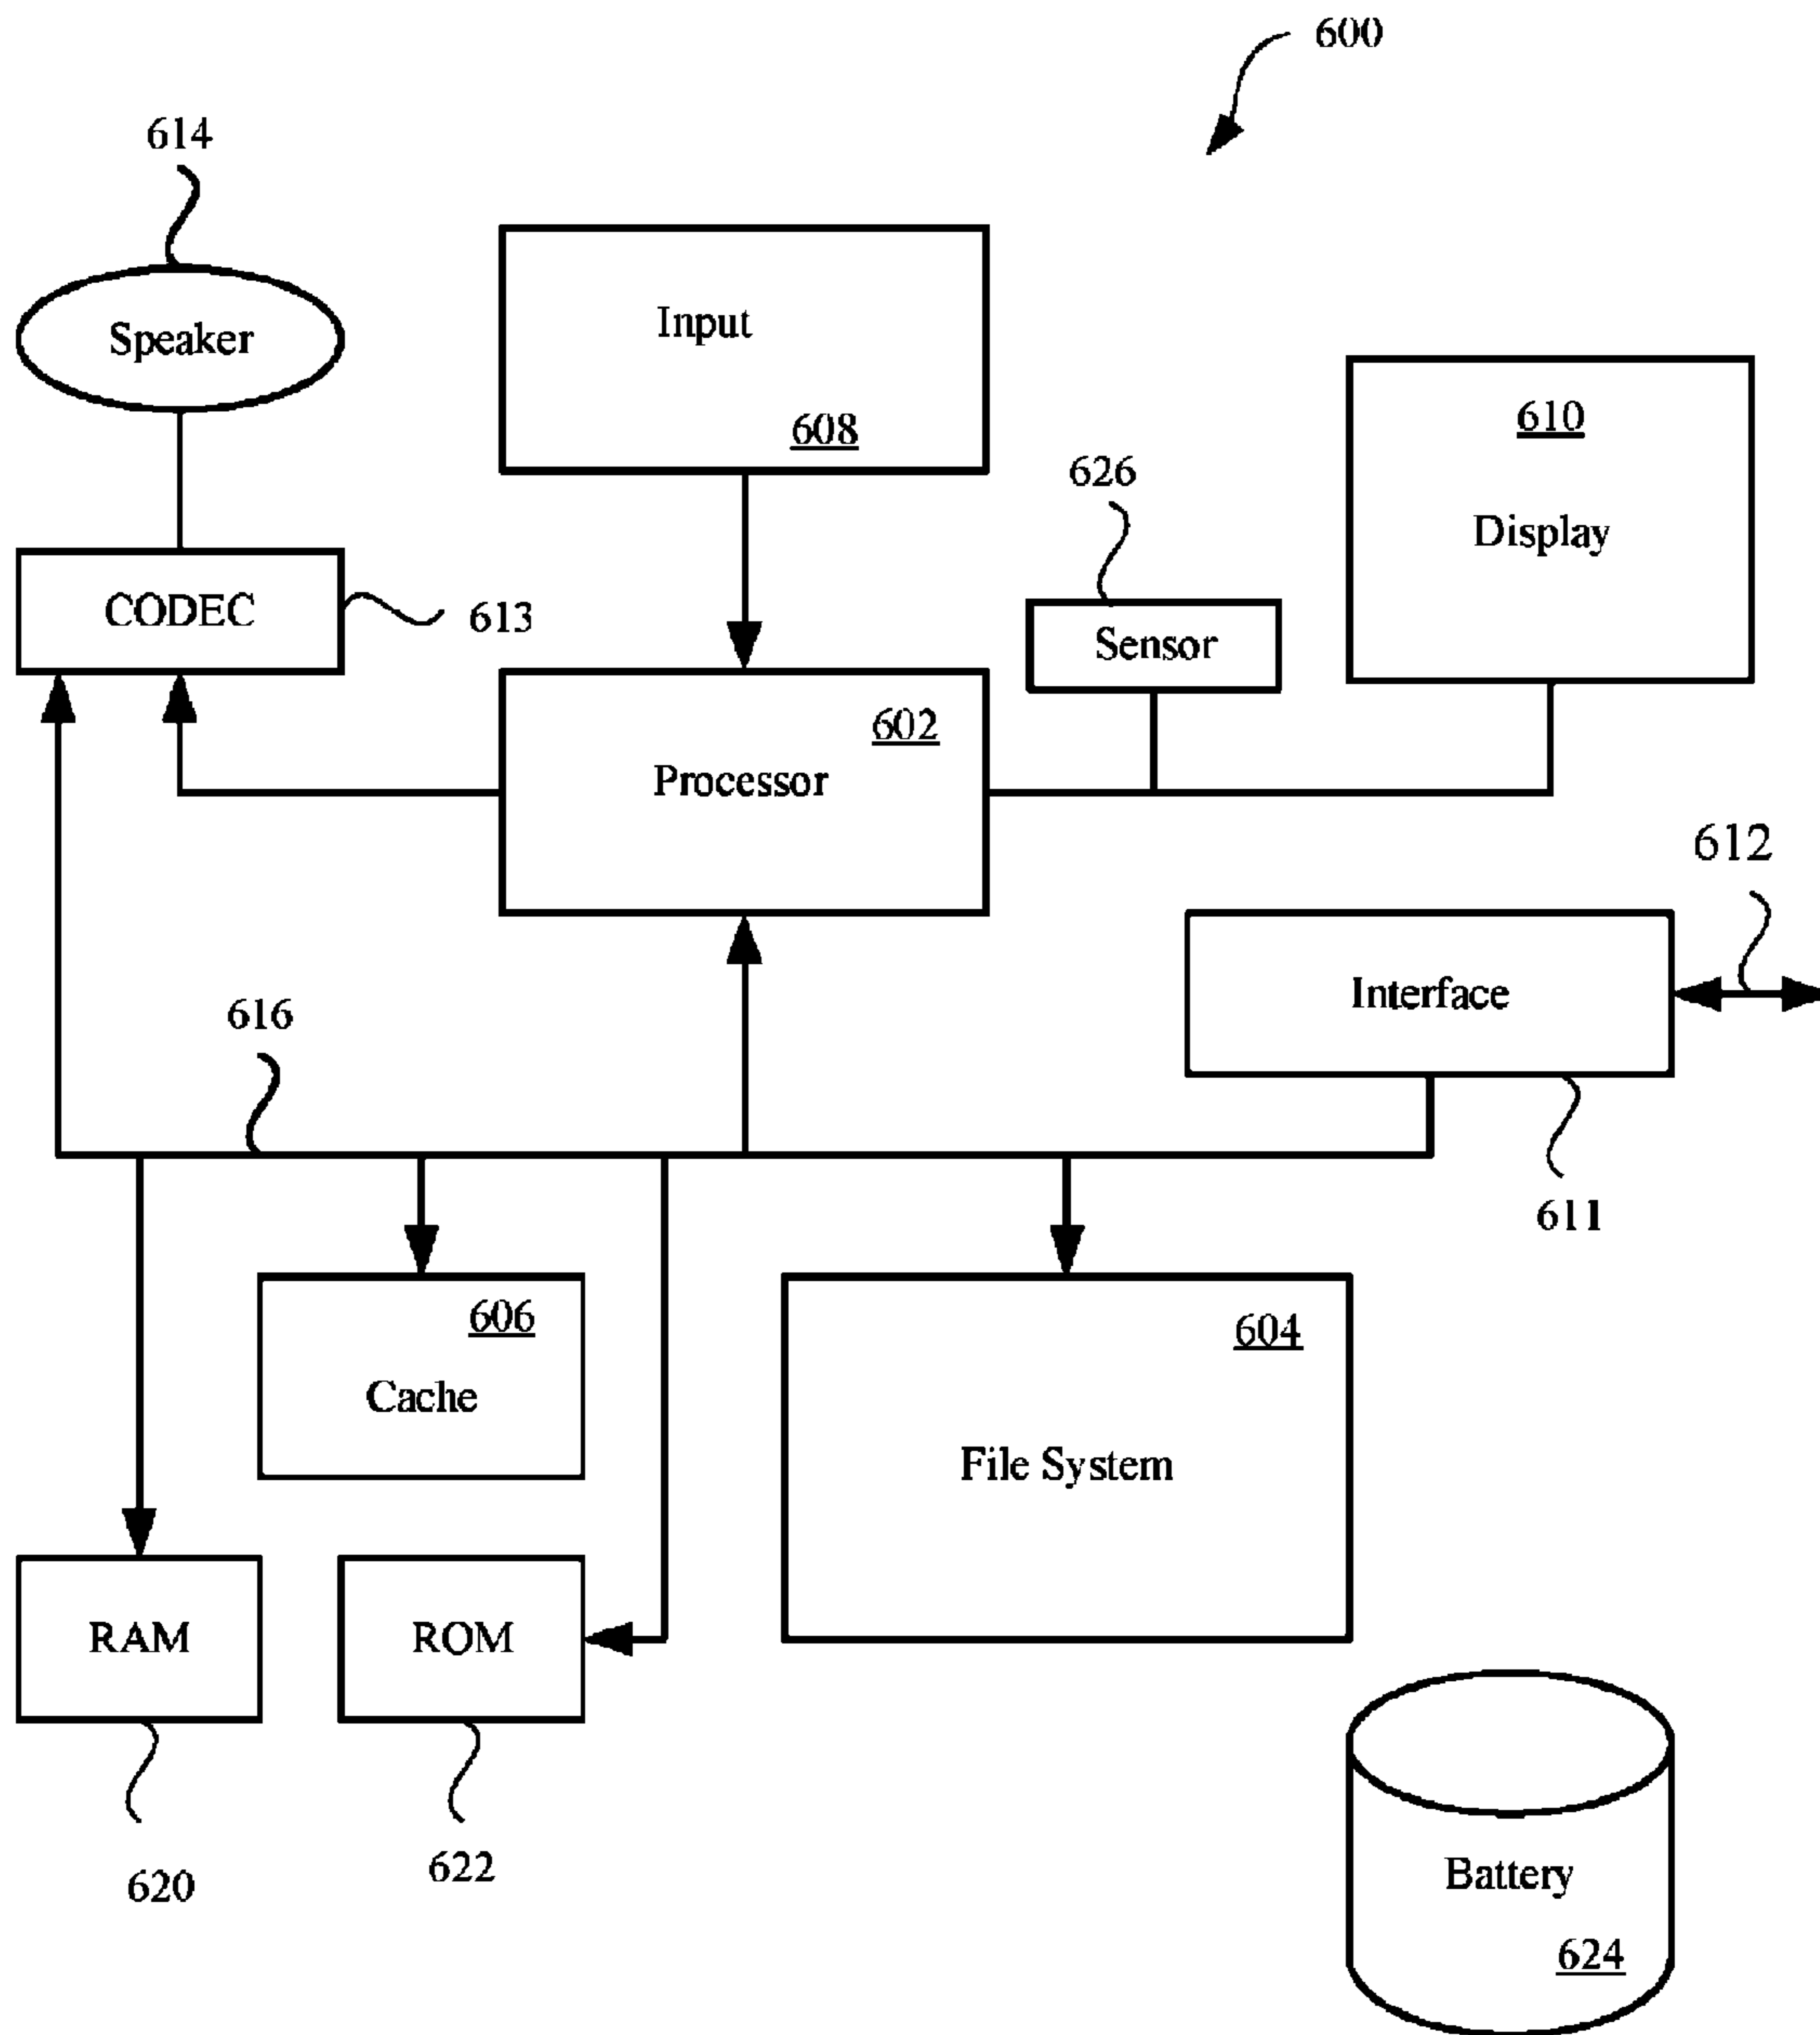 600
614
Speaker
Input
608
610
Display
626
Sensor
CODEC
613
602
Processor
612
Interface
616
611
606
Cache
604
File System
RAM
ROM
620
622
Battery
624